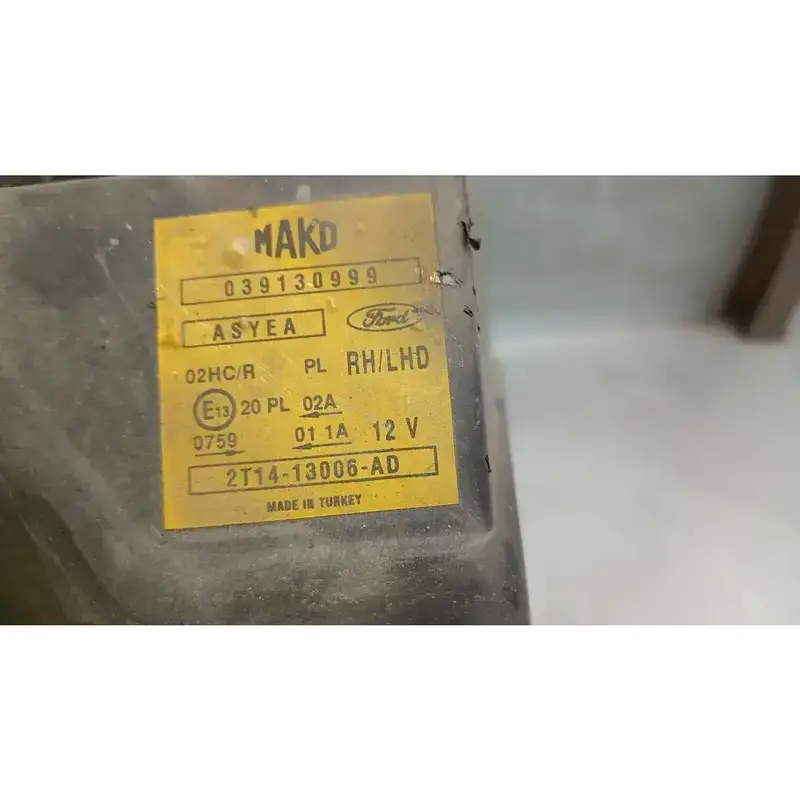 MAKO
039130999
ASYEA Ford
02HC/R PL RH/LHD
E13 20 PL 02A
0759 01 1A 12 V
2T14-13006-AD
MADE IN TURKEY